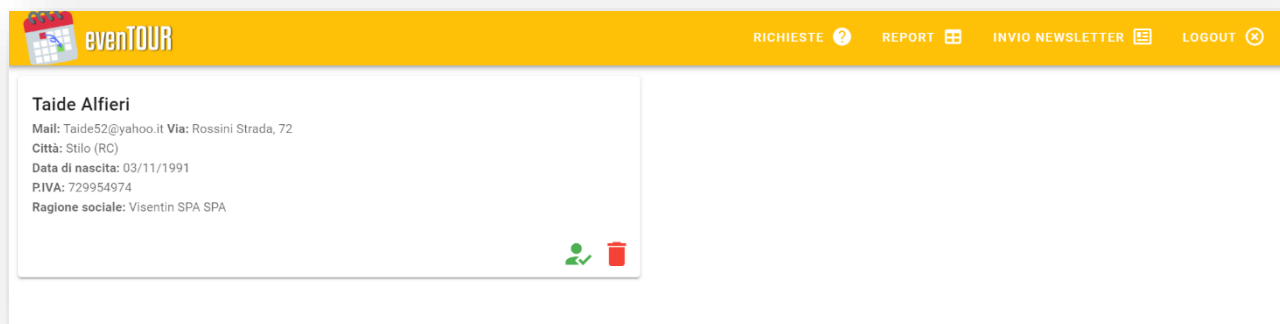 evenTOUR
RICHIESTE
REPORT
INVIO NEWSLETTER
LOGOUT
Taide Alfieri
Mail: Taide52@yahoo.it Via: Rossini Strada, 72
Città: Stilo (RC)
Data di nascita: 03/11/1991
P.IVA: 729954974
Ragione sociale: Visentin SPA SPA